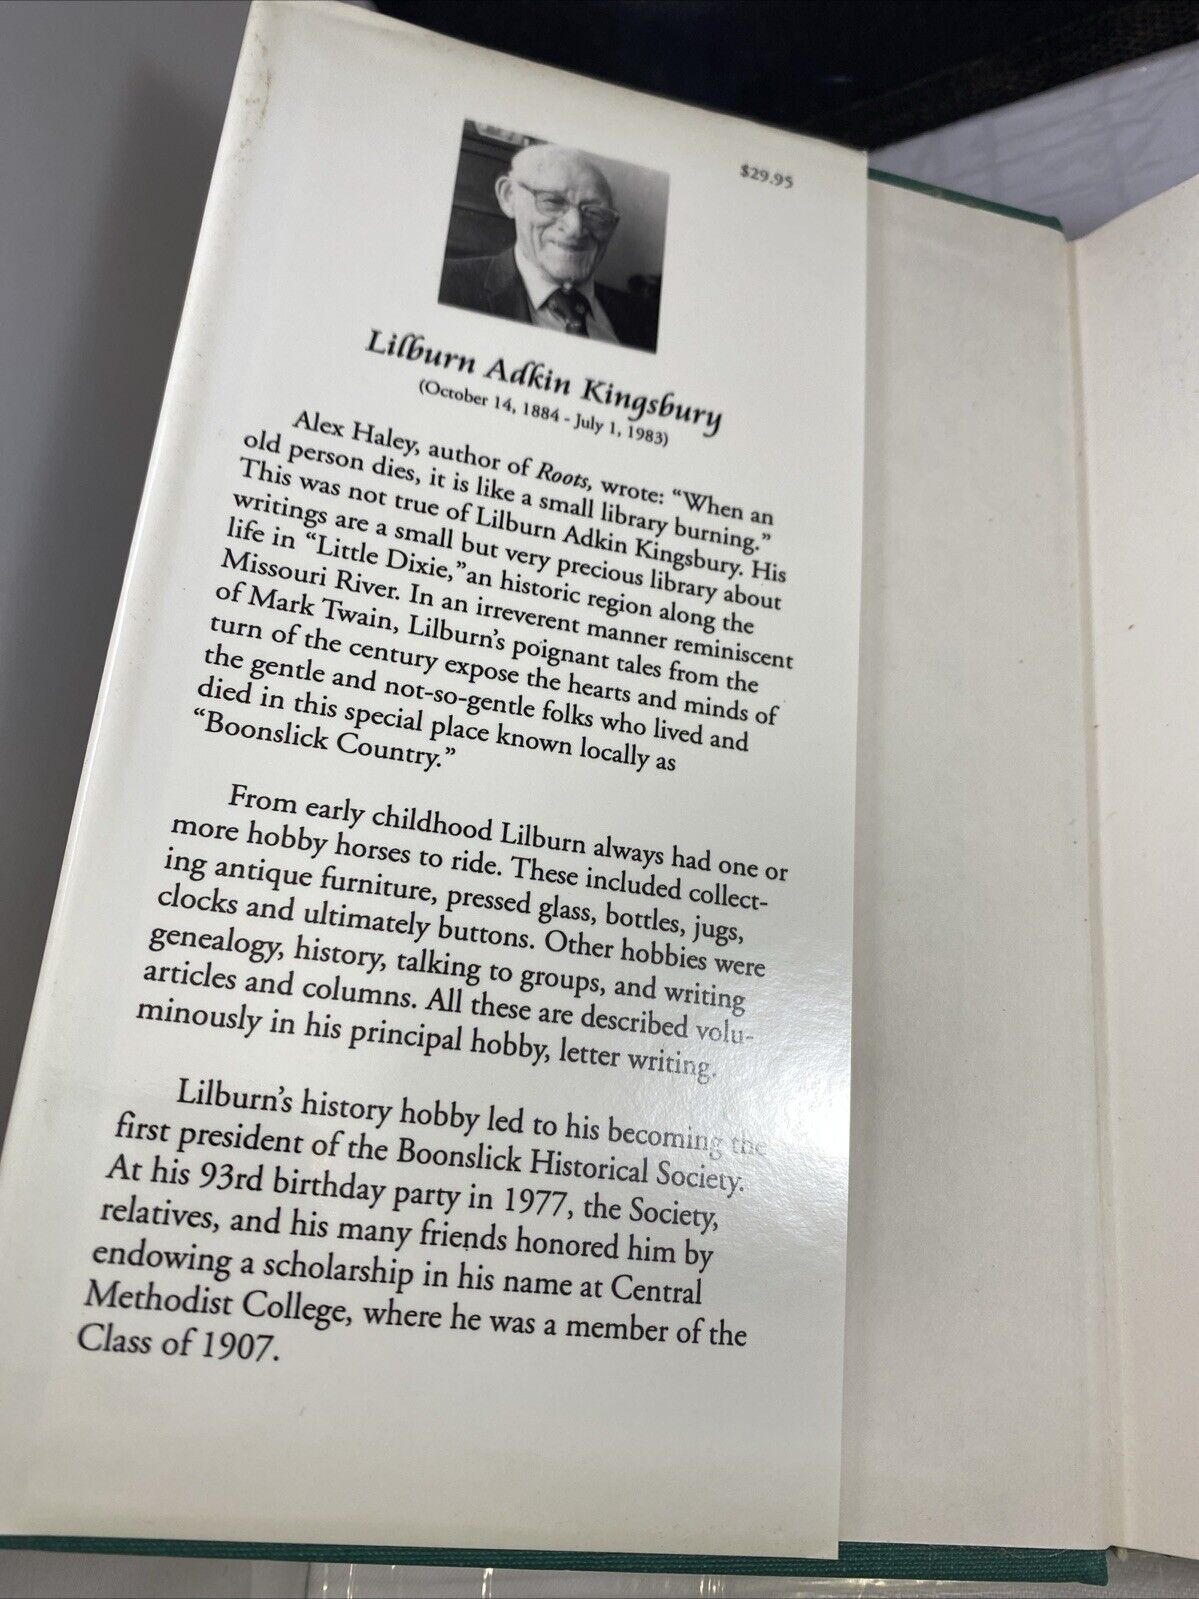 $29.95
Lilburn Adkin Kingsbury
(October 14, 1884 - July 1, 1983)
Alex Haley, author of Roots, wrote: “When an
old person dies, it is like a small library burning.”
This was not true of Lilburn Adkin Kingsbury. His
writings are a small but very precious library about
life in “Little Dixie,”an historic region along the
Missouri River. In an irreverent manner reminiscent
of Mark Twain, Lilburn’s poignant tales from the
turn of the century expose the hearts and minds of
the gentle and not-so-gentle folks who lived and
died in this special place known locally as
“Boonslick Country.”
From early childhood Lilburn always had one or
more hobby horses to ride. These included collect-
ing antique furniture, pressed glass, bottles, jugs,
clocks and ultimately buttons. Other hobbies were
genealogy, history, talking to groups, and writing
articles and columns. All these are described volu-
minously in his principal hobby, letter writing.
Lilburn’s history hobby led to his becoming the
first president of the Boonslick Historical Society.
At his 93rd birthday party in 1977, the Society,
relatives, and his many friends honored him by
endowing a scholarship in his name at Central
Methodist College, where he was a member of the
Class of 1907.